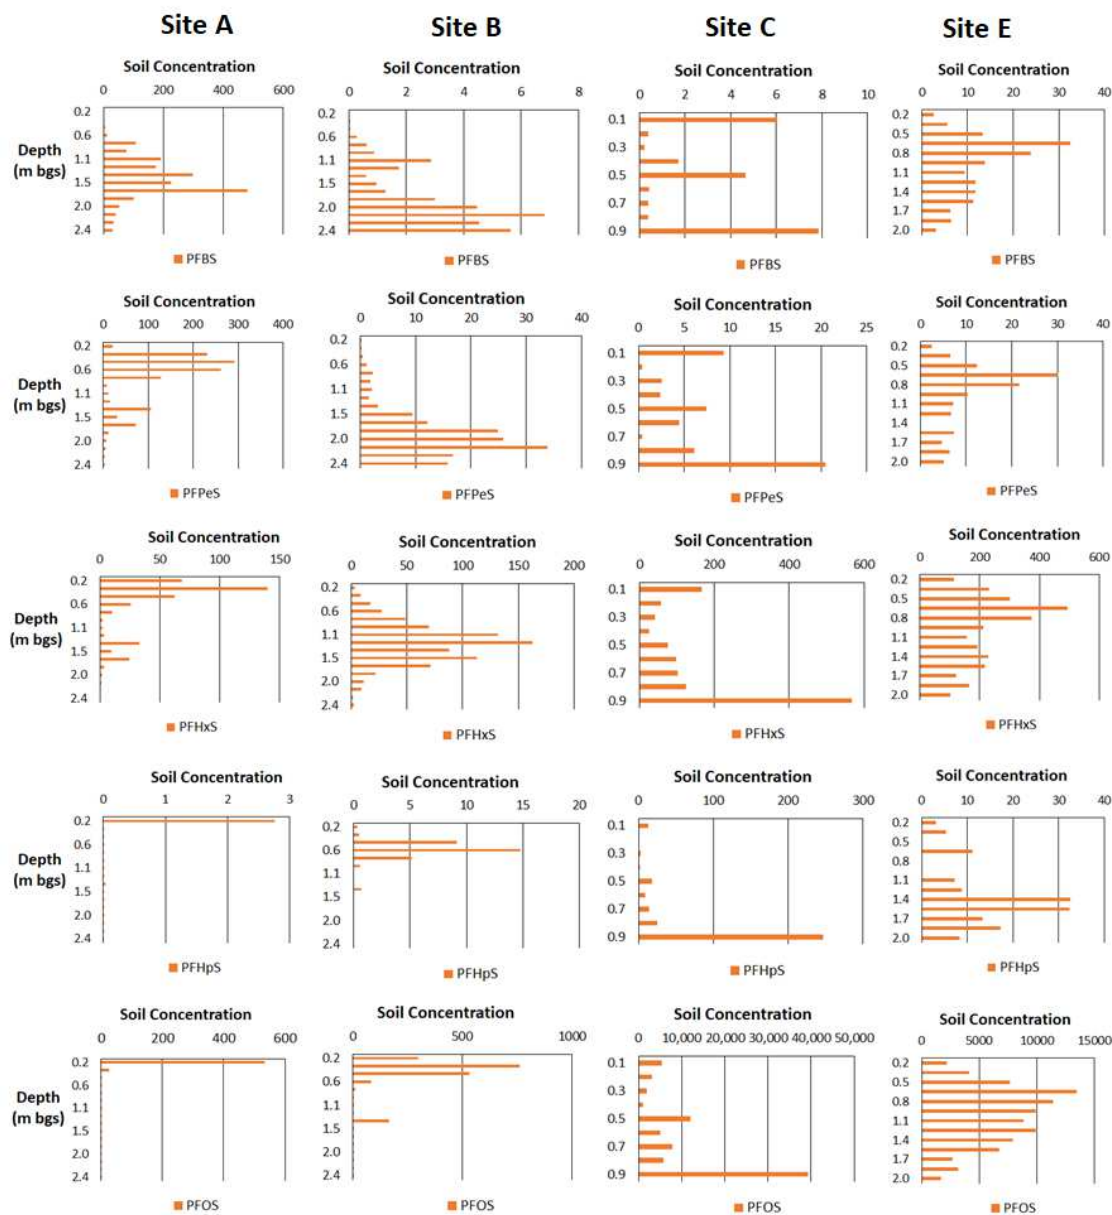 Site A Site B Site C Site E
Soil Concentration Soil Concentration Soil Concentration Soil Concentration
0 200 400 600 0 2 4 6 8 0 2 4 6 8 10 0 10 20 30 40
Depth
(m bgs)
0.2 0.6 1.1 1.5 2.0 2.4
0.2 0.6 1.1 1.5 2.0 2.4
0.1 0.3 0.5 0.7 0.9
0.2 0.5 0.8 1.1 1.4 1.7 2.0
PFBS PFBS PFBS PFBS
Soil Concentration Soil Concentration Soil Concentration Soil Concentration
0 100 200 300 400 0 10 20 30 40 0 5 10 15 20 25 0 10 20 30 40
Depth
(m bgs)
0.2 0.6 1.1 1.5 2.0 2.4
0.2 0.6 1.1 1.5 2.0 2.4
0.1 0.3 0.5 0.7 0.9
0.2 0.5 0.8 1.1 1.4 1.7 2.0
PFPeS PFPeS PFPeS PFPeS
Soil Concentration Soil Concentration Soil Concentration Soil Concentration
0 50 100 150 0 50 100 150 200 0 200 400 600 0 200 400 600
Depth
(m bgs)
0.2 0.6 1.1 1.5 2.0 2.4
0.2 0.6 1.1 1.5 2.0 2.4
0.1 0.3 0.5 0.7 0.9
0.2 0.5 0.8 1.1 1.4 1.7 2.0
PFHxS PFHxS PFHxS PFHxS
Soil Concentration Soil Concentration Soil Concentration Soil Concentration
0 1 2 3 0 5 10 15 20 0 100 200 300 0 10 20 30 40
Depth
(m bgs)
0.2 0.6 1.1 1.5 2.0 2.4
0.2 0.6 1.1 1.5 2.0 2.4
0.1 0.3 0.5 0.7 0.9
0.2 0.5 0.8 1.1 1.4 1.7 2.0
PFHpS PFHpS PFHpS PFHpS
Soil Concentration Soil Concentration Soil Concentration Soil Concentration
0 200 400 600 0 500 1000 0 10,000 20,000 30,000 40,000 50,000 0 5000 10000 15000
Depth
(m bgs)
0.2 0.6 1.1 1.5 2.0 2.4
0.2 0.6 1.1 1.5 2.0 2.4
0.1 0.3 0.5 0.7 0.9
0.2 0.5 0.8 1.1 1.4 1.7 2.0
PFOS PFOS PFOS PFOS